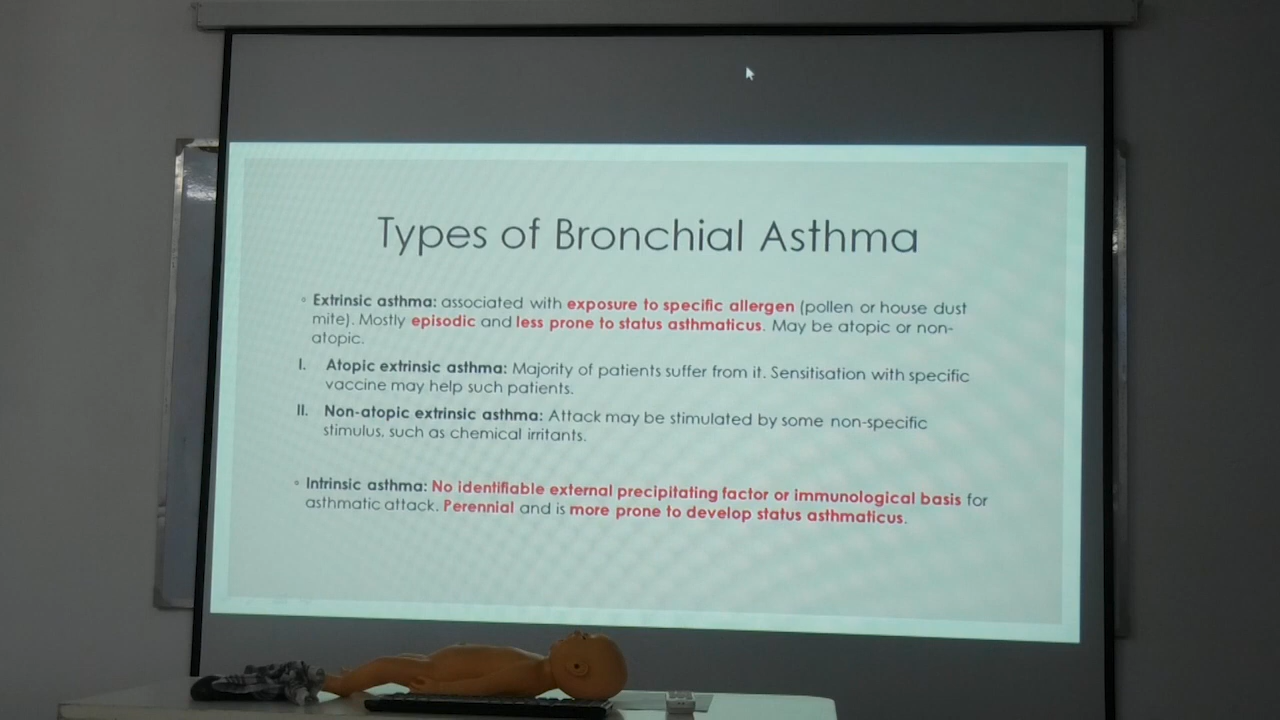 Types of Bronchial Asthma
◦ Extrinsic asthma: associated with exposure to specific allergen (pollen or house dust
mite). Mostly episodic and less prone to status asthmaticus. May be atopic or non-
atopic.
I. Atopic extrinsic asthma: Majority of patients suffer from it. Sensitisation with specific
vaccine may help such patients.
II. Non-atopic extrinsic asthma: Attack may be stimulated by some non-specific
stimulus, such as chemical irritants.
◦ Intrinsic asthma: No identifiable external precipitating factor or immunological basis for
asthmatic attack. Perennial and is more prone to develop status asthmaticus.